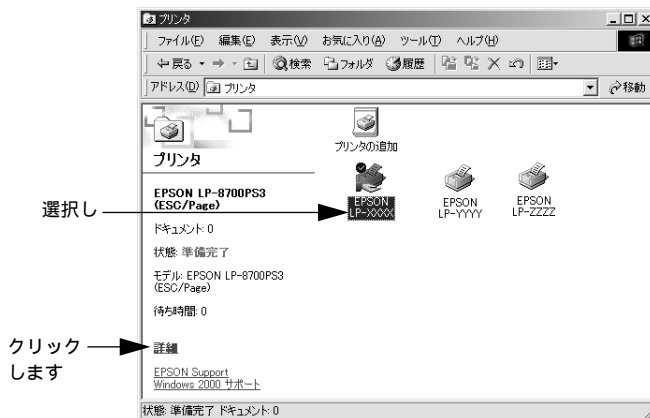 プリンタ
ファイル(F) 編集(E) 表示(V) お気に入り(A) ツール(T) ヘルプ(H)
戻る 検索 フォルダ 履歴
アドレス(D) プリンタ 移動
プリンタ
プリンタの追加
EPSON LP-8700PS3
(ESC/Page)
ドキュメント: 0
状態: 準備完了
モデル: EPSON LP-8700PS3
(ESC/Page)
待ち時間: 0
詳細
EPSON Support
Windows 2000 サポート
EPSON
LP-XXXX
EPSON
LP-YYYY
EPSON
LP-ZZZZ
選択し
クリック
します
状態: 準備完了 ドキュメント: 0